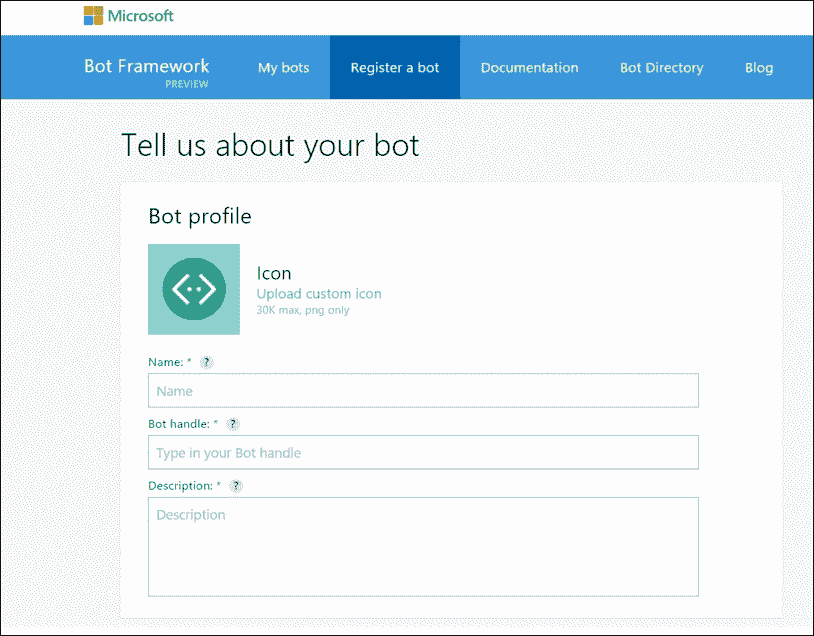 Microsoft
Bot Framework My bots Register a bot Documentation Bot Directory Blog
PREVIEW
Tell us about your bot
Bot profile
Icon
Upload custom icon
30K max, png only
Name: * ?
Name
Bot handle: * ?
Type in your Bot handle
Description: * ?
Description